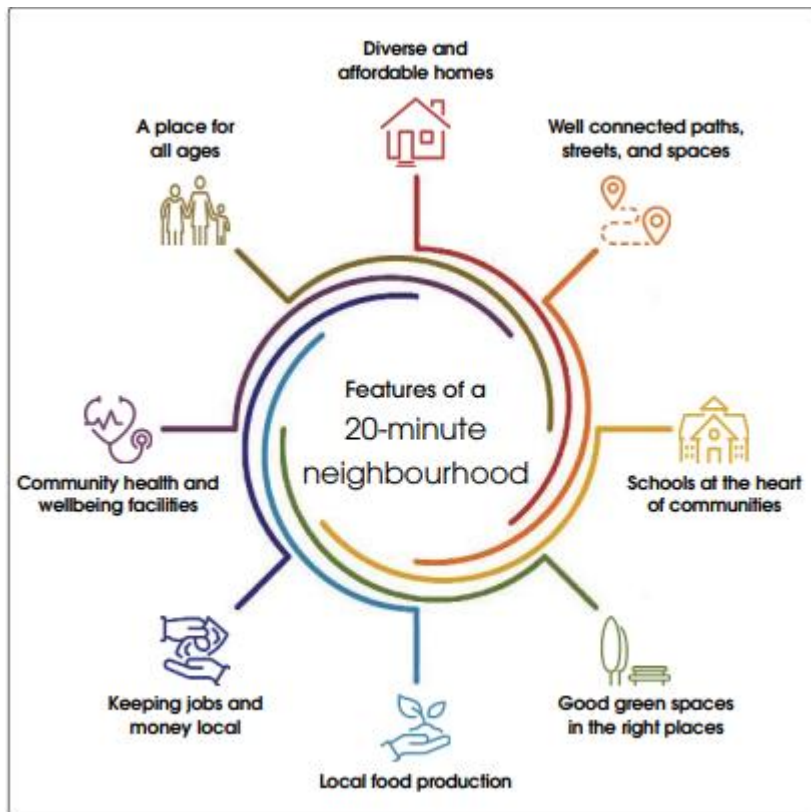 Diverse and
affordable homes
A place for
all ages
Well connected paths,
streets, and spaces
Features of a
20-minute
neighbourhood
Community health and
wellbeing facilities
Schools at the heart
of communities
Keeping jobs and
money local
Good green spaces
in the right places
Local food production